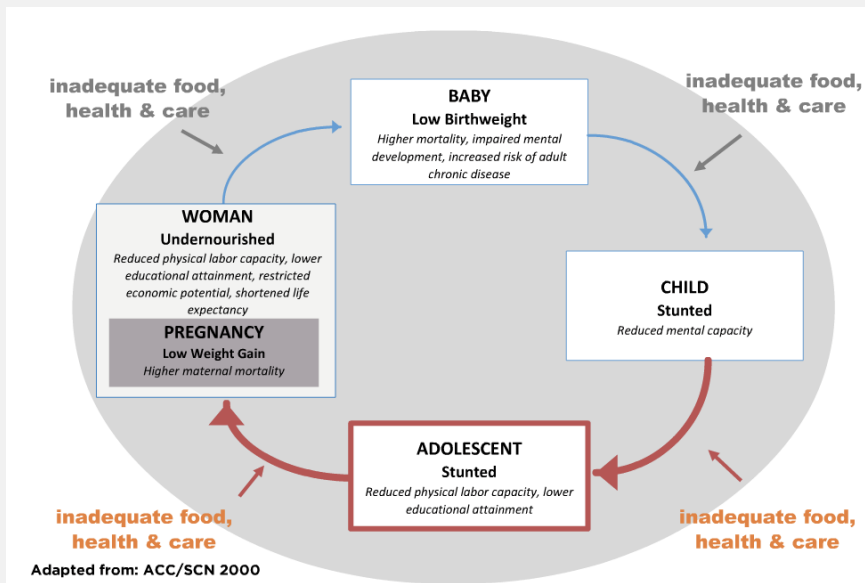 inadequate food,
health & care
inadequate food,
health & care
BABY
Low Birthweight
Higher mortality, impaired mental
development, increased risk of adult
chronic disease
WOMAN
Undernourished
Reduced physical labor capacity, lower
educational attainment, restricted
economic potential, shortened life
expectancy
PREGNANCY
Low Weight Gain
Higher maternal mortality
CHILD
Stunted
Reduced mental capacity
ADOLESCENT
Stunted
Reduced physical labor capacity, lower
educational attainment
inadequate food,
health & care
inadequate food,
health & care
Adapted from: ACC/SCN 2000